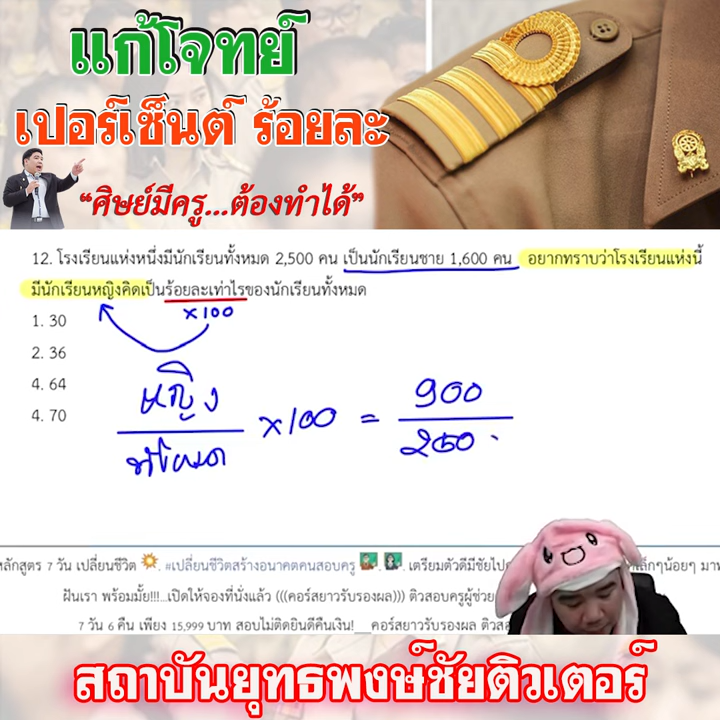 แก้โจทย์
เปอร์เซ็นต์ ร้อยละ
“ศิษย์มีครู...ต้องทำได้”
12. โรงเรียนแห่งหนึ่งมีนักเรียนทั้งหมด 2,500 คน เป็นนักเรียนชาย 1,600 คน อยากทราบว่าโรงเรียนแห่งนี้
มีนักเรียนหญิงคิดเป็นร้อยละเท่าไรของนักเรียนทั้งหมด
×100
1. 30
2. 36
4. 64
4. 70
หญิง
ทั้งหมด
×100 =
900
250
หลักสูตร 7 วัน เปลี่ยนชีวิต #เปลี่ยนชีวิตสร้างอนาคตคนสอบครู เตรียมตัวดีมีชัยไป
ฝันเรา พร้อมมั้ย!!!...เปิดให้จองที่นั่งแล้ว (((คอร์สยาวรับรองผล))) ติวสอบครูผู้ช่วย
7 วัน 6 คืน เพียง 15,999 บาท สอบไม่ติดยินดีคืนเงิน! __คอร์สยาวรับรองผล
สถาบันยุทธพงษ์ชัยติวเตอร์